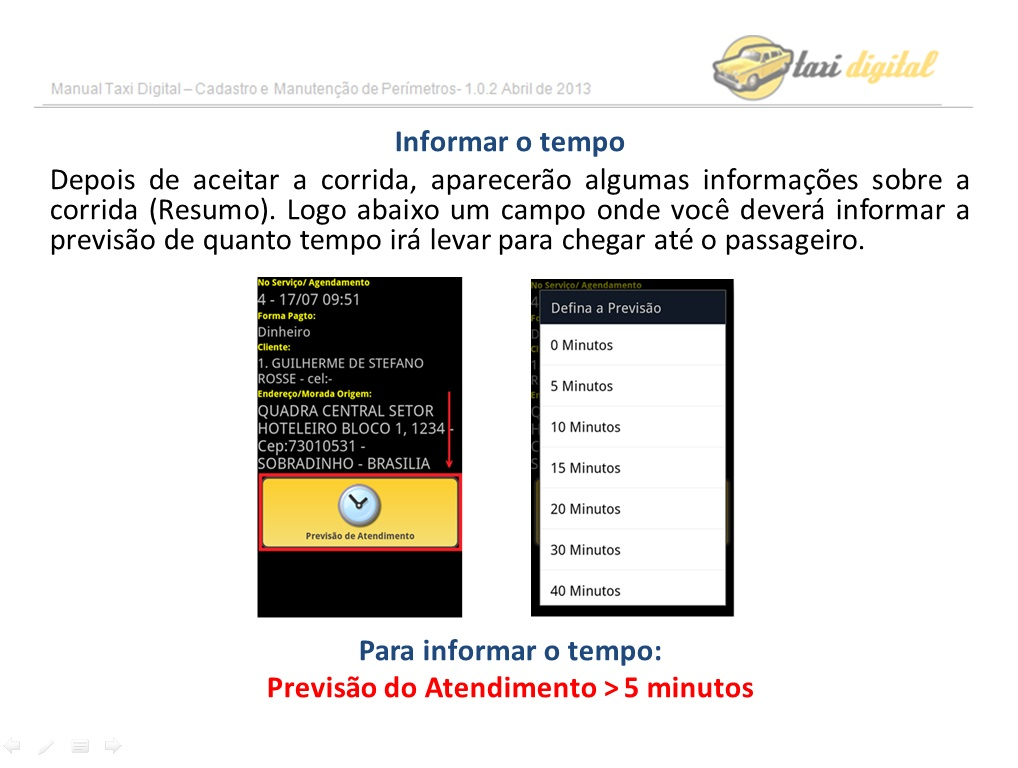 taxi digital
Manual Taxi Digital – Cadastro e Manutenção de Perímetros- 1.0.2 Abril de 2013
Informar o tempo
Depois de aceitar a corrida, aparecerão algumas informações sobre a
corrida (Resumo). Logo abaixo um campo onde você deverá informar a
previsão de quanto tempo irá levar para chegar até o passageiro.
No Serviço/ Agendamento
4 - 17/07 09:51
Forma Pagto:
Dinheiro
Cliente:
1. GUILHERME DE STEFANO
ROSSE - cel:-
Endereço/Morada Origem:
QUADRA CENTRAL SETOR
HOTELEIRO BLOCO 1, 1234 -
Cep:73010531 -
SOBRADINHO - BRASILIA
Previsão de Atendimento
No Serviço/ Agendamento
Defina a Previsão
0 Minutos
5 Minutos
10 Minutos
15 Minutos
20 Minutos
30 Minutos
40 Minutos
Para informar o tempo:
Previsão do Atendimento > 5 minutos